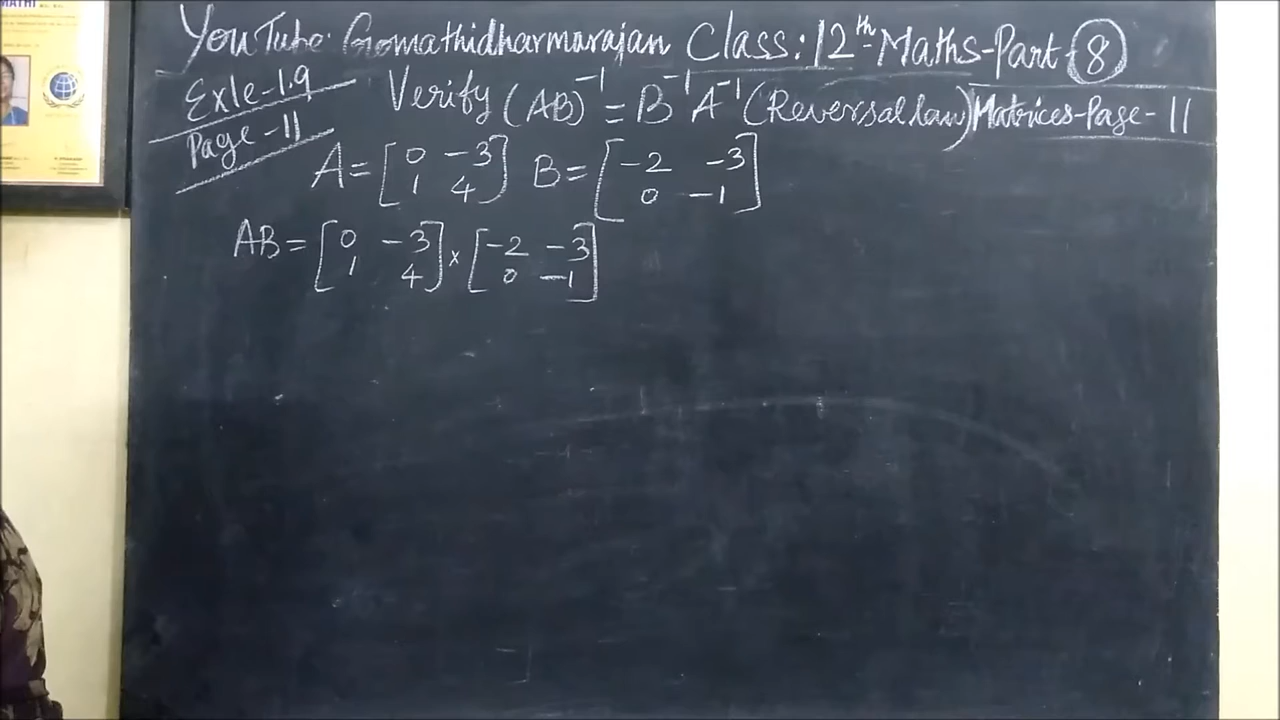 YouTube: Gomathidharmarajan Class: 12th-Maths-Part-8
Exle-1.9 Verify (AB)⁻¹ = B⁻¹A⁻¹ (Reversal law) Matrices-Page-11
Page-11
A = [0 -3; 1 4] B = [-2 -3; 0 -1]
AB = [0 -3; 1 4] x [-2 -3; 0 -1]